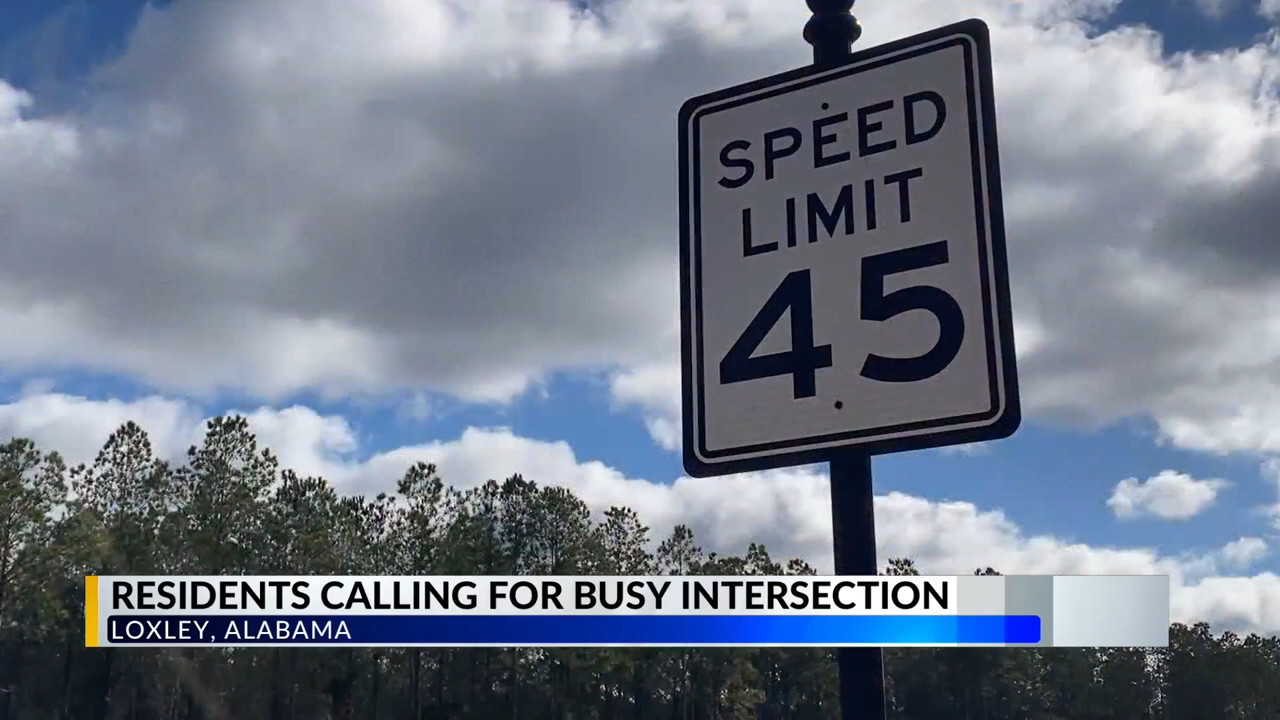 SPEED
LIMIT
45
RESIDENTS CALLING FOR BUSY INTERSECTION
LOXLEY, ALABAMA